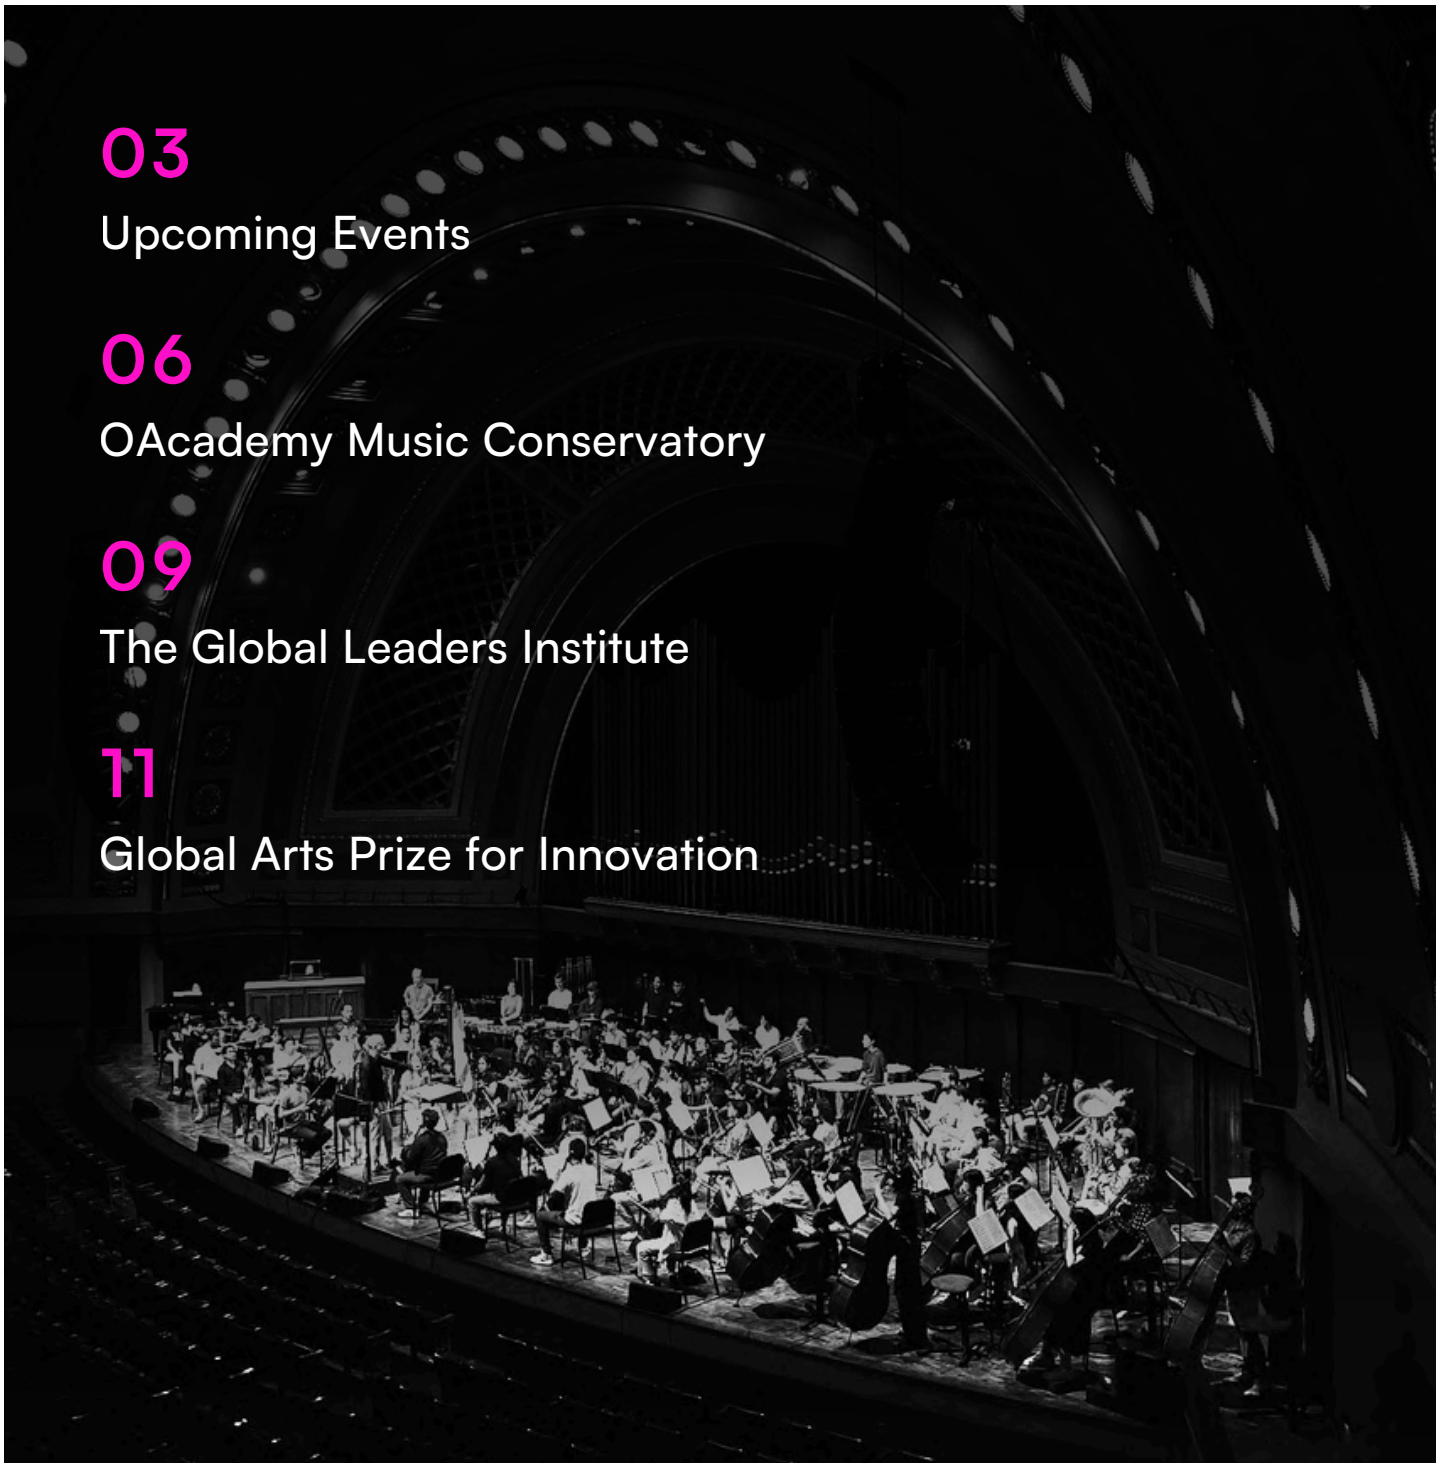 03
Upcoming Events
06
OAcademy Music Conservatory
09
The Global Leaders Institute
11
Global Arts Prize for Innovation